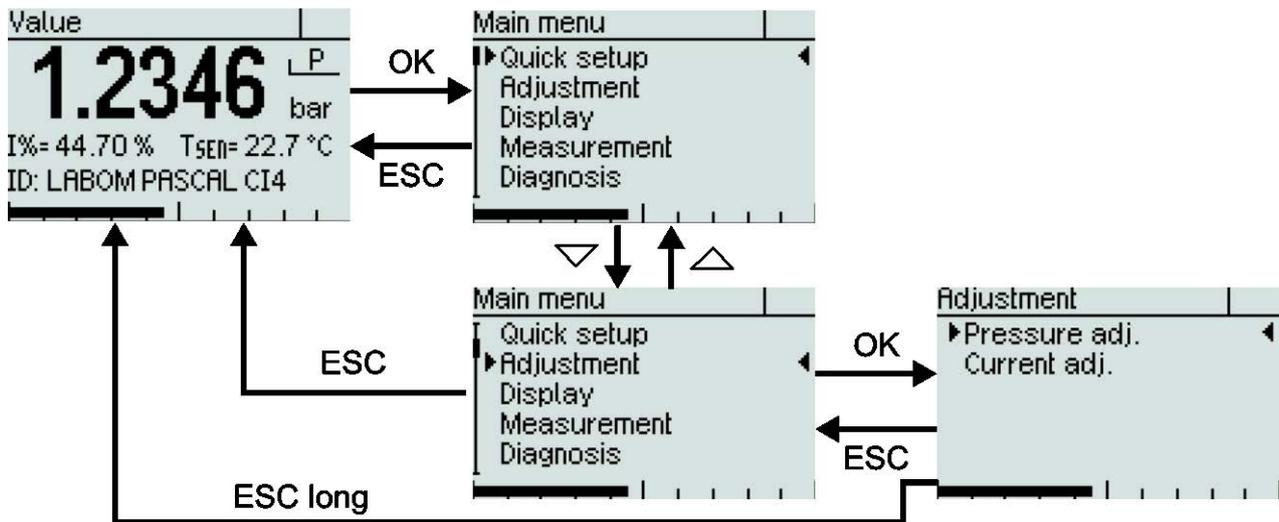 Value
1.2346 P
bar
I%= 44.70 % TSEN= 22.7 °C
ID: LABOM PASCAL CI4
OK
ESC
Main menu
Quick setup
Adjustment
Display
Measurement
Diagnosis
Main menu
Quick setup
Adjustment
Display
Measurement
Diagnosis
ESC
OK
ESC
Adjustment
Pressure adj.
Current adj.
ESC long